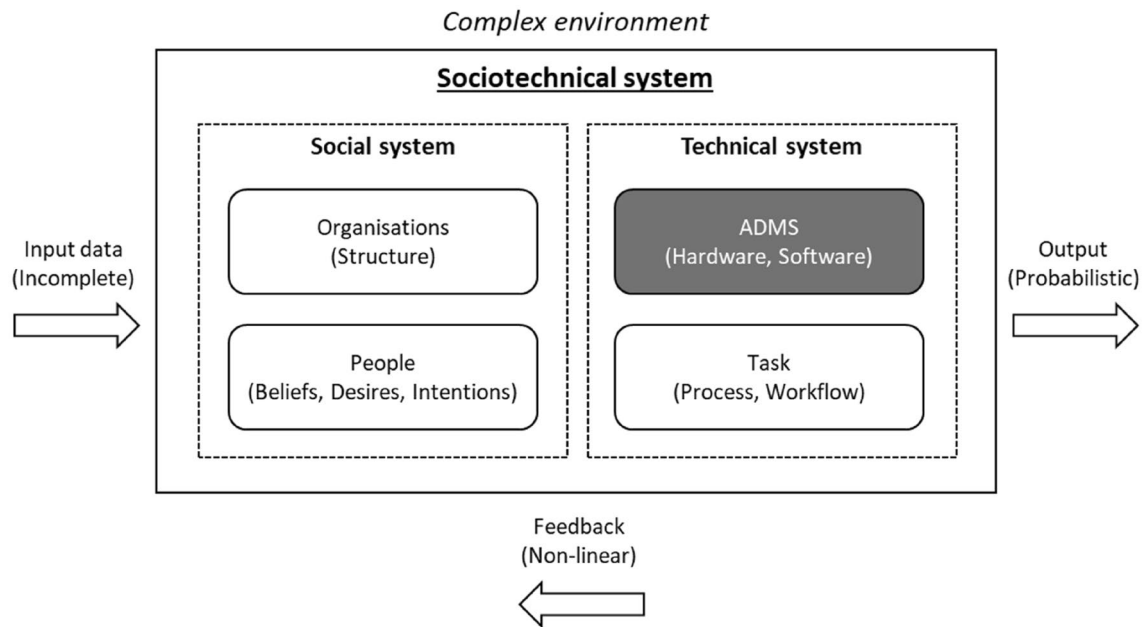 Complex environment
Sociotechnical system
Social system
Technical system
Organisations
(Structure)
ADMS
(Hardware, Software)
Input data
(Incomplete)
Output
(Probabilistic)
People
(Beliefs, Desires, Intentions)
Task
(Process, Workflow)
Feedback
(Non-linear)